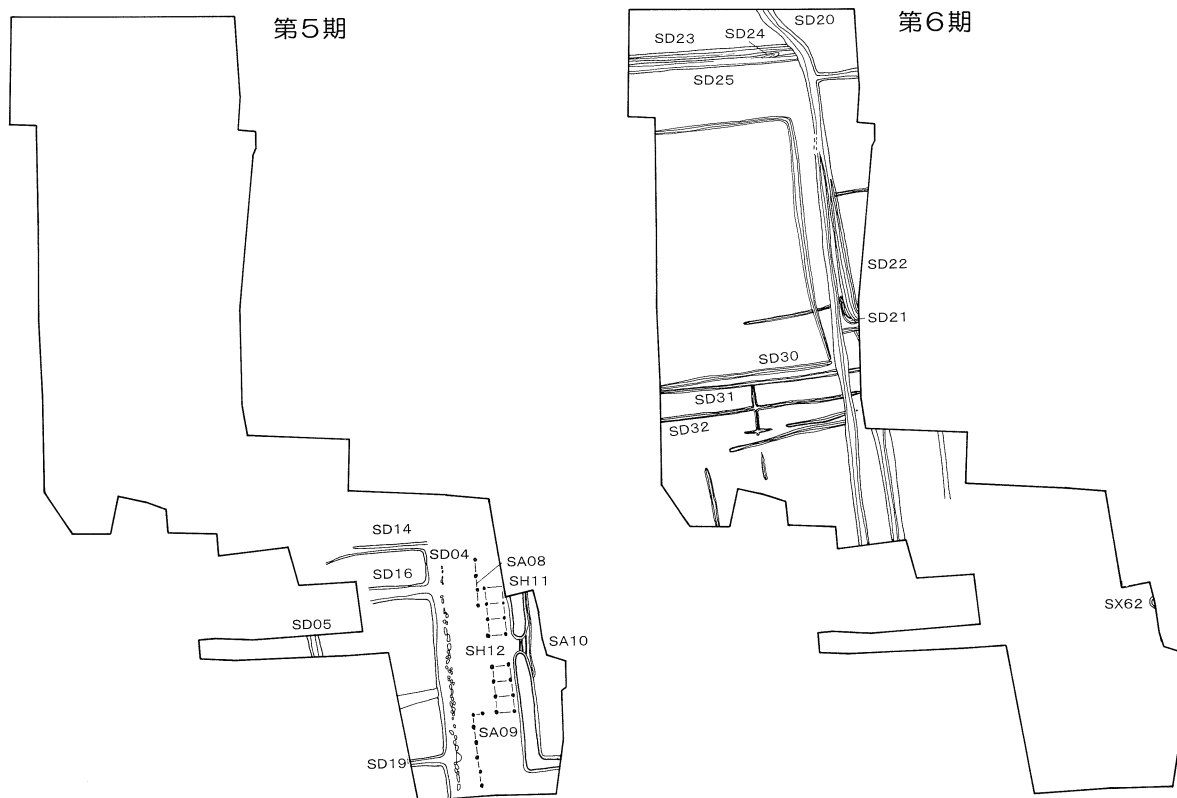 第5期
SD14
SD04
SA08
SD16
SH11
SD05
SA10
SH12
SA09
SD19
第6期
SD20
SD23
SD24
SD25
SD22
SD21
SD30
SD31
SD32
SX62